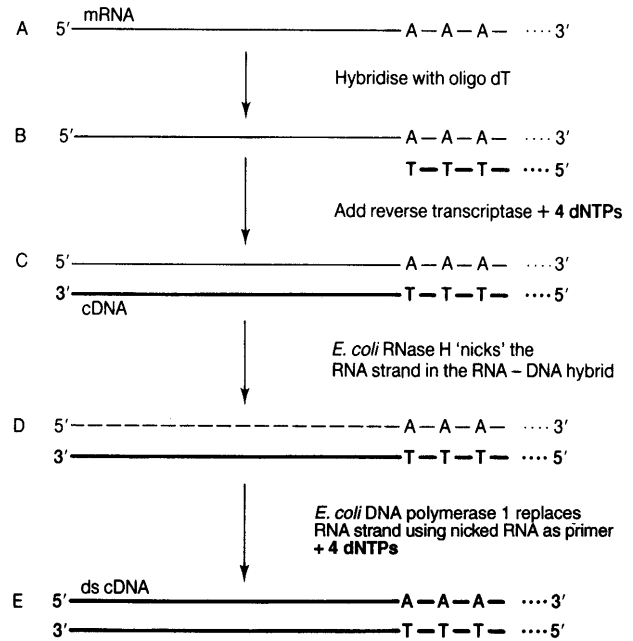 mRNA
A 5′ A – A – A – ···· 3′
Hybridise with oligo dT
B 5′ A – A – A – ···· 3′
T – T – T – ···· 5′
Add reverse transcriptase + 4 dNTPs
C 5′ A – A – A – ···· 3′
3′ T – T – T – ···· 5′
cDNA
E. coli RNase H ‘nicks’ the
RNA strand in the RNA – DNA hybrid
D 5′ A – A – A – ···· 3′
3′ T – T – T – ···· 5′
E. coli DNA polymerase 1 replaces
RNA strand using nicked RNA as primer
+ 4 dNTPs
ds cDNA
E 5′ A – A – A – ···· 3′
3′ T – T – T – ···· 5′